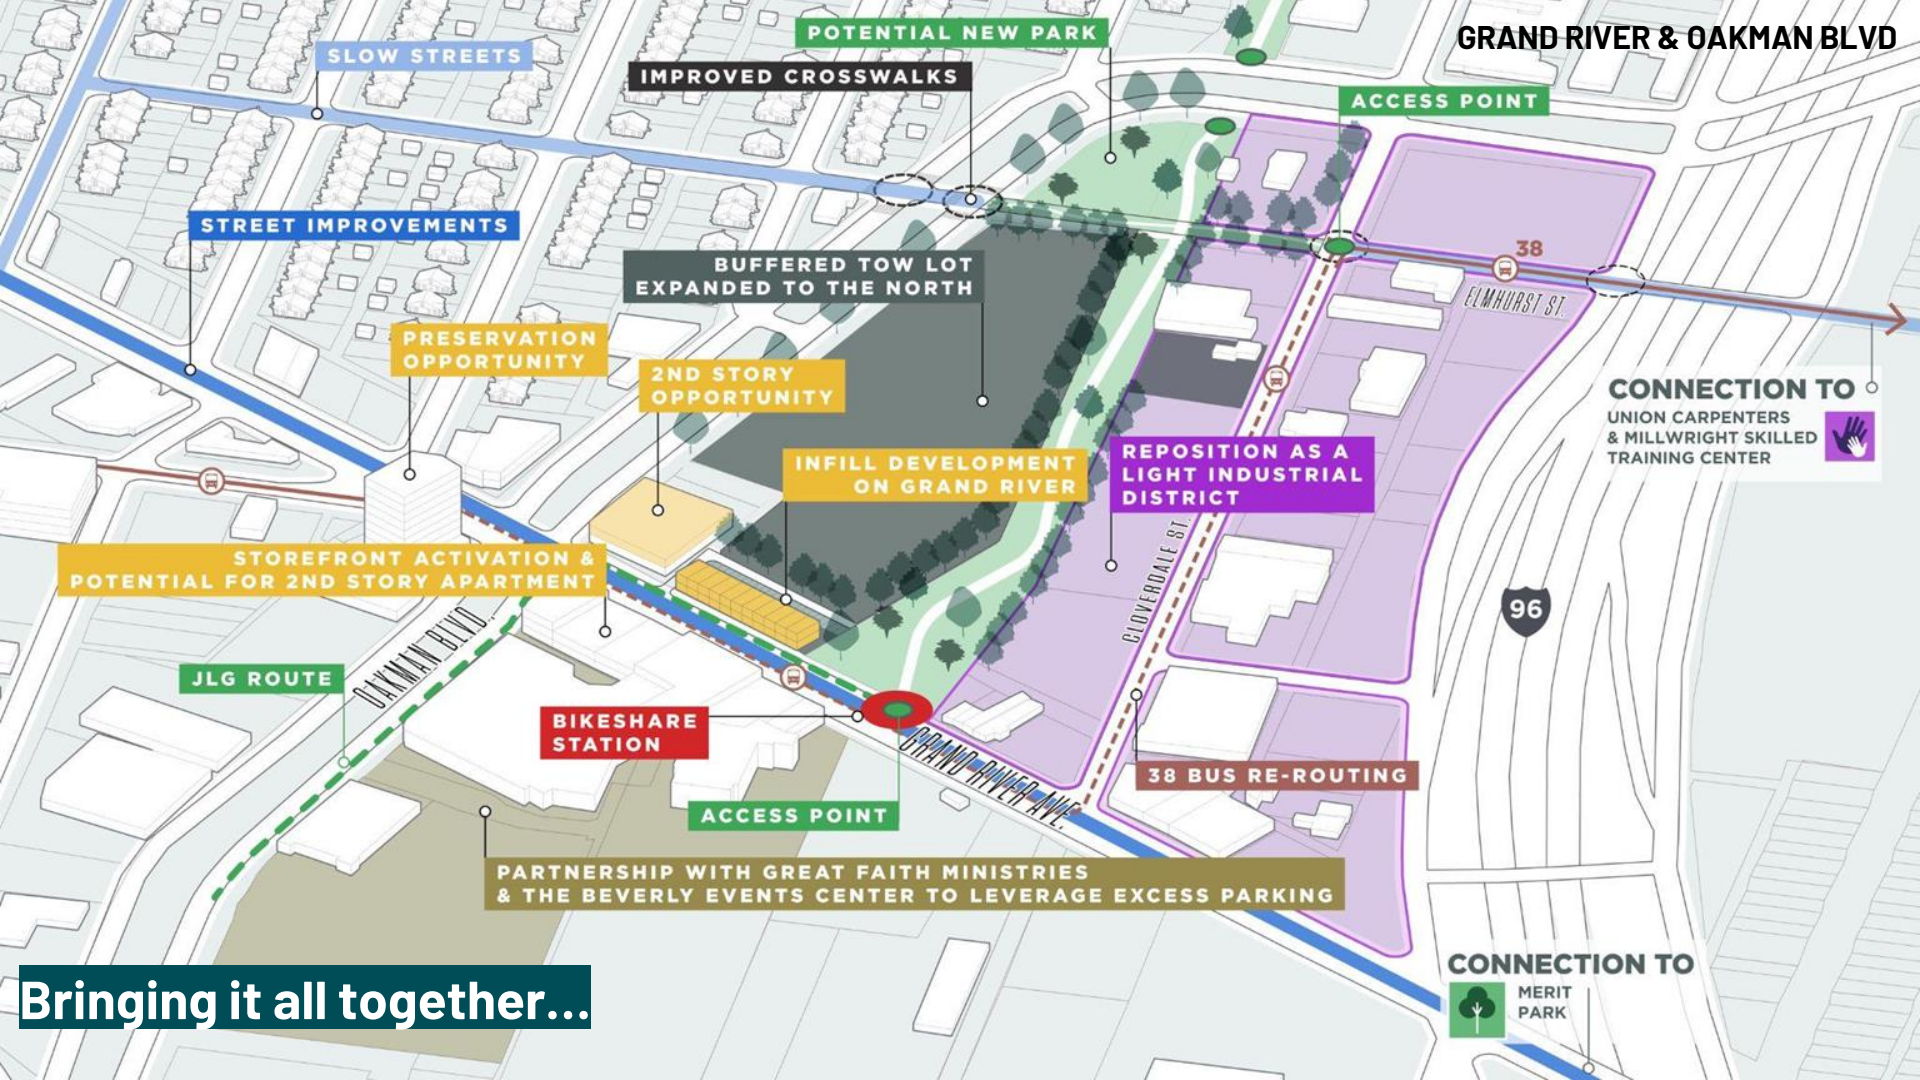 GRAND RIVER & OAKMAN BLVD
POTENTIAL NEW PARK
SLOW STREETS
IMPROVED CROSSWALKS
ACCESS POINT
STREET IMPROVEMENTS
38
BUFFERED TOW LOT
EXPANDED TO THE NORTH
ELMHURST ST.
PRESERVATION
OPPORTUNITY
2ND STORY
OPPORTUNITY
CONNECTION TO
UNION CARPENTERS
& MILLWRIGHT SKILLED
TRAINING CENTER
INFILL DEVELOPMENT
ON GRAND RIVER
REPOSITION AS A
LIGHT INDUSTRIAL
DISTRICT
STOREFRONT ACTIVATION &
POTENTIAL FOR 2ND STORY APARTMENT
CLOVERDALE ST.
96
OAKMAN BLVD.
JLG ROUTE
BIKESHARE
STATION
GRAND RIVER AVE.
38 BUS RE-ROUTING
ACCESS POINT
PARTNERSHIP WITH GREAT FAITH MINISTRIES
& THE BEVERLY EVENTS CENTER TO LEVERAGE EXCESS PARKING
CONNECTION TO
MERIT
PARK
Bringing it all together...